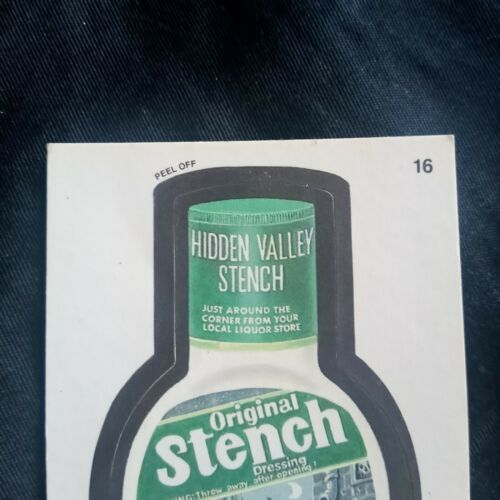 PEEL OFF
16
HIDDEN VALLEY
STENCH
JUST AROUND THE
CORNER FROM YOUR
LOCAL LIQUOR STORE
Original
Stench
Dressing
NING: Throw away after opening!